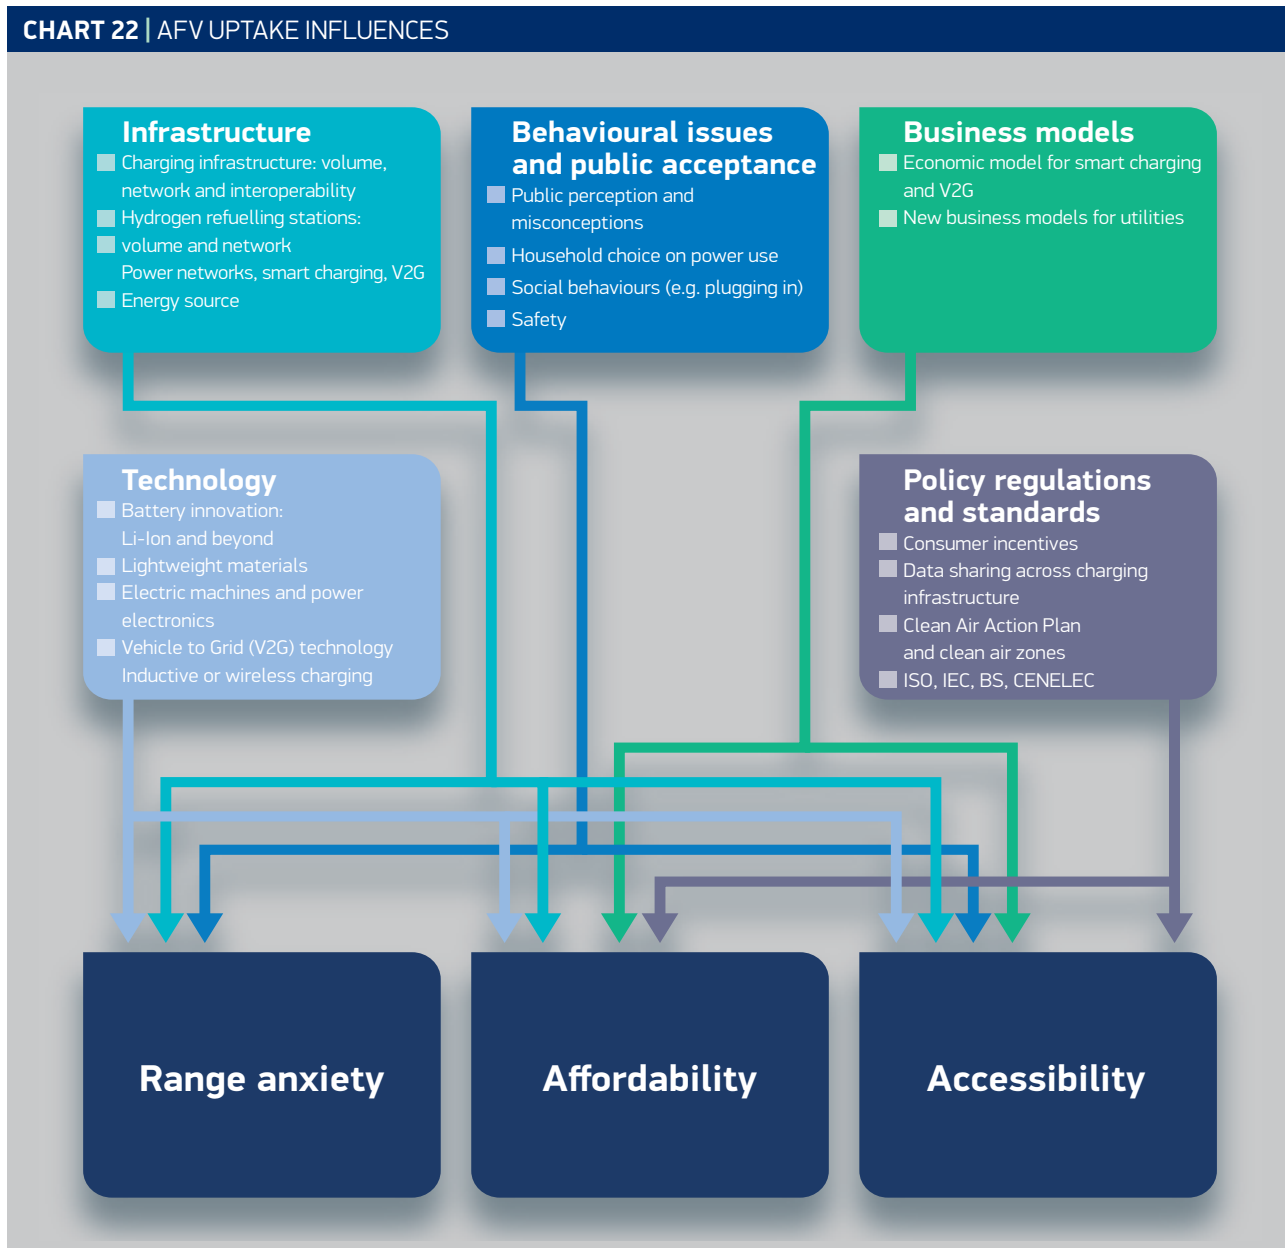 CHART 22 | AFV UPTAKE INFLUENCES
Infrastructure
Charging infrastructure: volume,
network and interoperability
Hydrogen refuelling stations:
volume and network
Power networks, smart charging, V2G
Energy source
Behavioural issues
and public acceptance
Public perception and
misconceptions
Household choice on power use
Social behaviours (e.g. plugging in)
Safety
Business models
Economic model for smart charging
and V2G
New business models for utilities
Technology
Battery innovation:
Li-Ion and beyond
Lightweight materials
Electric machines and power
electronics
Vehicle to Grid (V2G) technology
Inductive or wireless charging
Policy regulations
and standards
Consumer incentives
Data sharing across charging
infrastructure
Clean Air Action Plan
and clean air zones
ISO, IEC, BS, CENELEC
Range anxiety
Affordability
Accessibility